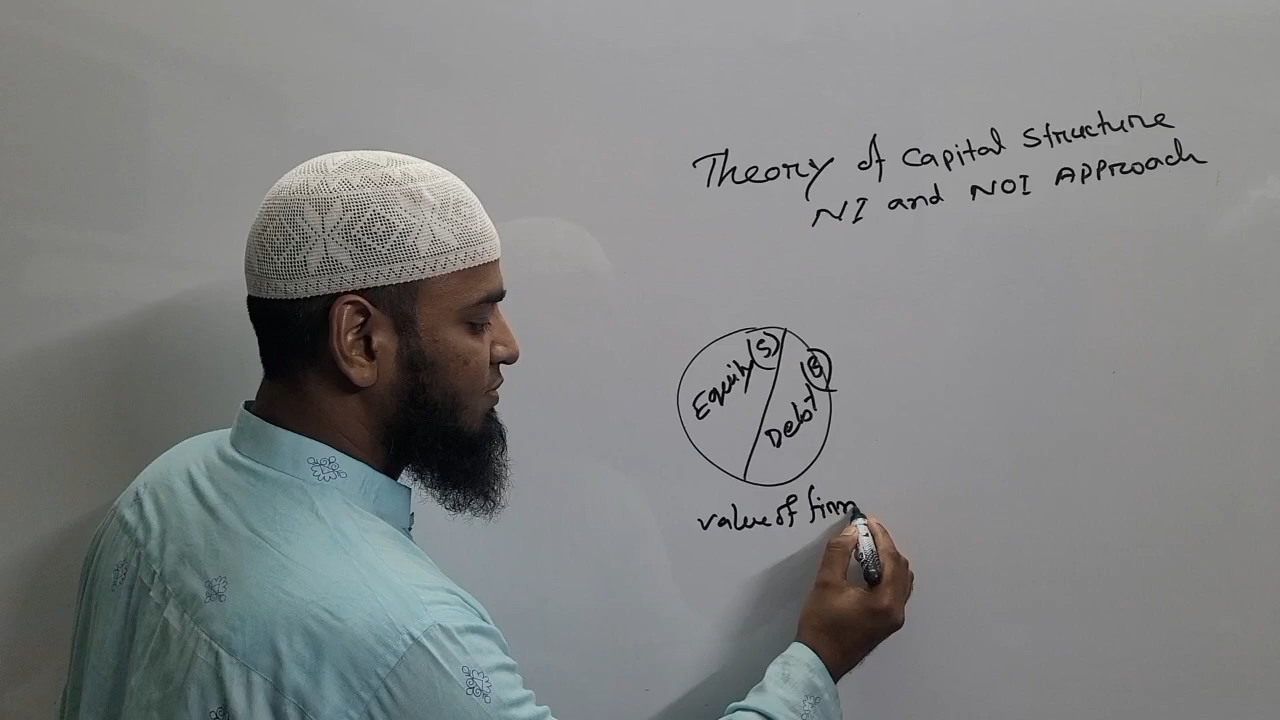 Theory of Capital Structure
NI and NOI Approach
Equity (S)
Debt (B)
value of firm